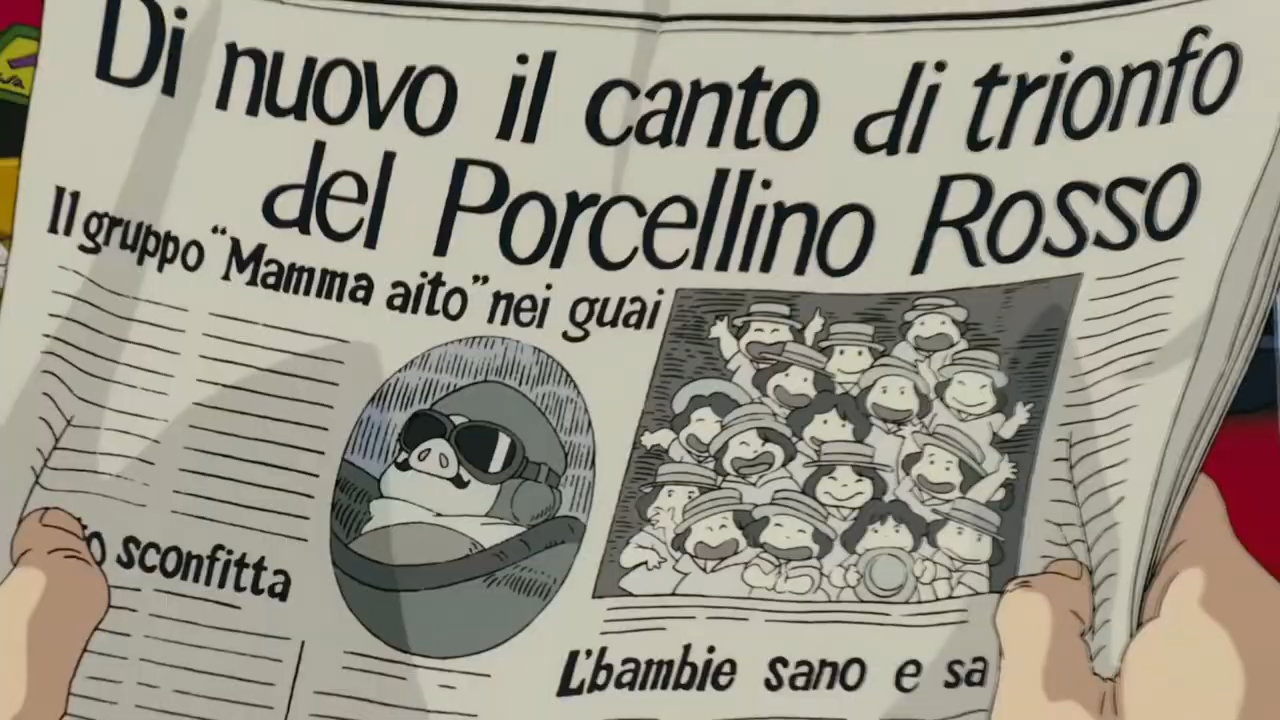 Di nuovo il canto di trionfo
del Porcellino Rosso
Il gruppo "Mamma aito" nei guai
o sconfitta
L'bambie sano e sa